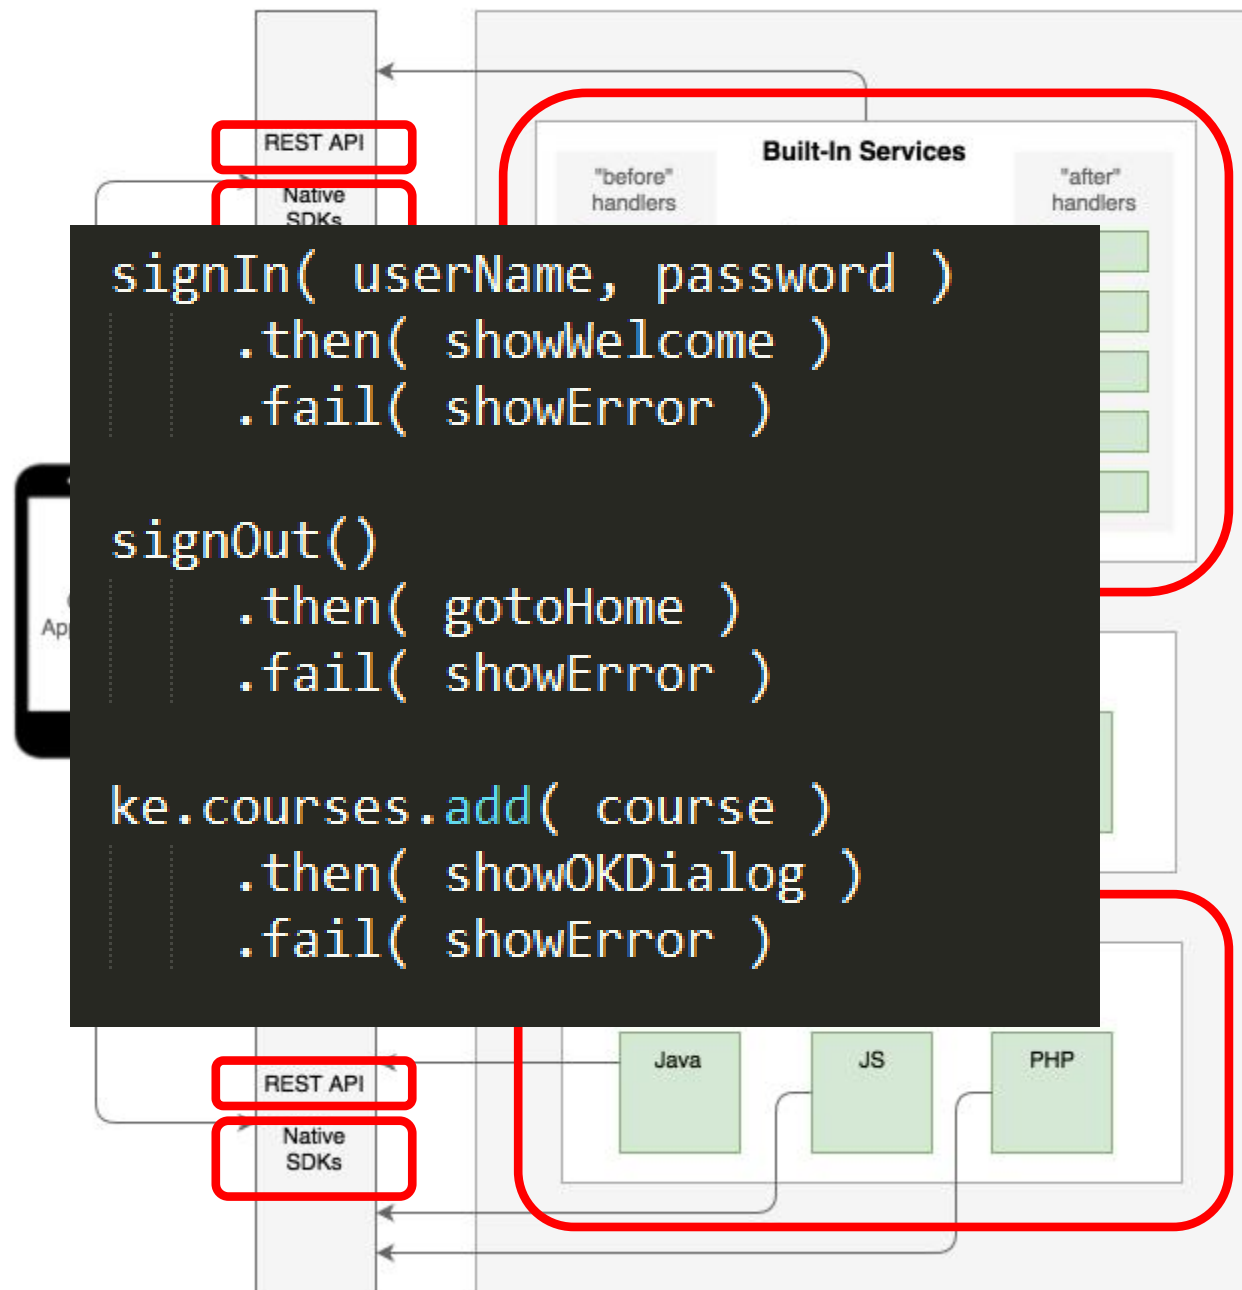 REST API
Native
SDKs
Built-In Services
"before"
handlers
"after"
handlers
signIn( userName, password )
.then( showWelcome )
.fail( showError )
signOut()
.then( gotoHome )
.fail( showError )
ke.courses.add( course )
.then( showOKDialog )
.fail( showError )
Java
JS
PHP
REST API
Native
SDKs